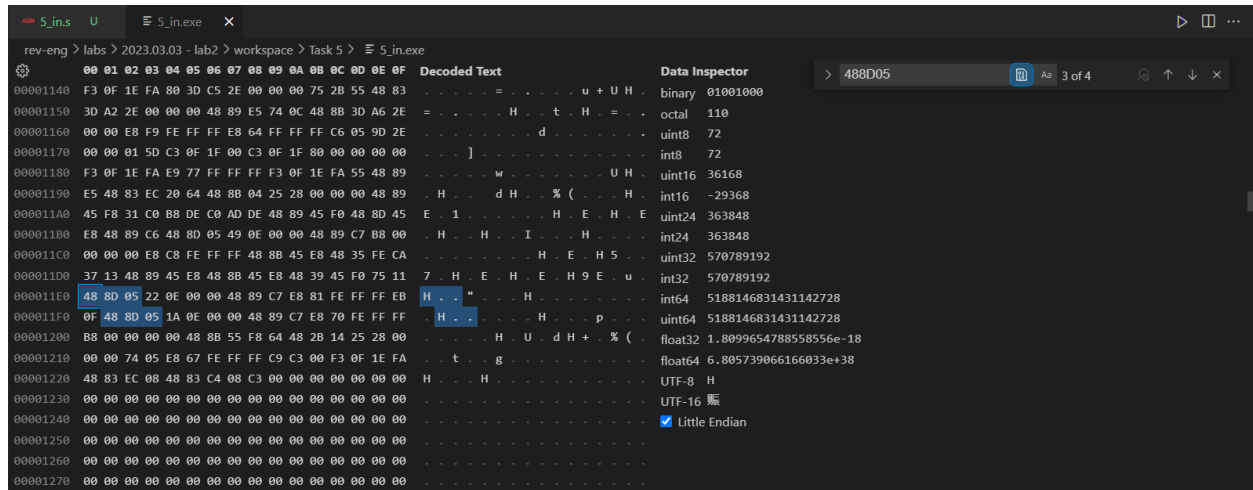 ASM 5_in.s U 5_in.exe ×
rev-eng > labs > 2023.03.03 - lab2 > workspace > Task 5 > 5_in.exe
00 01 02 03 04 05 06 07 08 09 0A 0B 0C 0D 0E 0F Decoded Text Data Inspector > 488D05 Aa 3 of 4
00001140 F3 0F 1E FA 80 3D C5 2E 00 00 00 75 2B 55 48 83 . . . . . = . . . . . u + U H . binary 01001000
00001150 3D A2 2E 00 00 00 48 89 E5 74 0C 48 8B 3D A6 2E = . . . . . H . . t . H . = . . octal 110
00001160 00 00 E8 F9 FE FF FF E8 64 FF FF FF C6 05 9D 2E . . . . . . . . d . . . . . . . uint8 72
00001170 00 00 01 5D C3 0F 1F 00 C3 0F 1F 80 00 00 00 00 . . . ] . . . . . . . . . . . . int8 72
00001180 F3 0F 1E FA E9 77 FF FF FF F3 0F 1E FA 55 48 89 . . . . . w . . . . . . . U H . uint16 36168
00001190 E5 48 83 EC 20 64 48 8B 04 25 28 00 00 00 48 89 . H . . d H . . % ( . . . H . int16 -29368
000011A0 45 F8 31 C0 B8 DE C0 AD DE 48 89 45 F0 48 8D 45 E . 1 . . . . . . H . E . H . E uint24 363848
000011B0 E8 48 89 C6 48 8D 05 49 0E 00 00 48 89 C7 B8 00 . H . . H . . I . . . H . . . . int24 363848
000011C0 00 00 00 E8 C8 FE FF FF 48 8B 45 E8 48 35 FE CA . . . . . . . . H . E . H 5 . . uint32 570789192
000011D0 37 13 48 89 45 E8 48 8B 45 E8 48 39 45 F0 75 11 7 . H . E . H . E . H 9 E . u . int32 570789192
000011E0 48 8D 05 22 0E 00 00 48 89 C7 E8 81 FE FF FF EB H . . " . . . H . . . . . . . . int64 5188146831431142728
000011F0 0F 48 8D 05 1A 0E 00 00 48 89 C7 E8 70 FE FF FF . H . . . . . . H . . . p . . . uint64 5188146831431142728
00001200 B8 00 00 00 00 48 8B 55 F8 64 48 2B 14 25 28 00 . . . . . H . U . d H + . % ( . float32 1.8099654788558556e-18
00001210 00 00 74 05 E8 67 FE FF FF C9 C3 00 F3 0F 1E FA . . t . . g . . . . . . . . . . float64 6.805739066166033e+38
00001220 48 83 EC 08 48 83 C4 08 C3 00 00 00 00 00 00 00 H . . . H . . . . . . . . . . . UTF-8 H
00001230 00 00 00 00 00 00 00 00 00 00 00 00 00 00 00 00 . . . . . . . . . . . . . . . . UTF-16 赈
00001240 00 00 00 00 00 00 00 00 00 00 00 00 00 00 00 00 . . . . . . . . . . . . . . . . Little Endian
00001250 00 00 00 00 00 00 00 00 00 00 00 00 00 00 00 00 . . . . . . . . . . . . . . . .
00001260 00 00 00 00 00 00 00 00 00 00 00 00 00 00 00 00 . . . . . . . . . . . . . . . .
00001270 00 00 00 00 00 00 00 00 00 00 00 00 00 00 00 00 . . . . . . . . . . . . . . . .